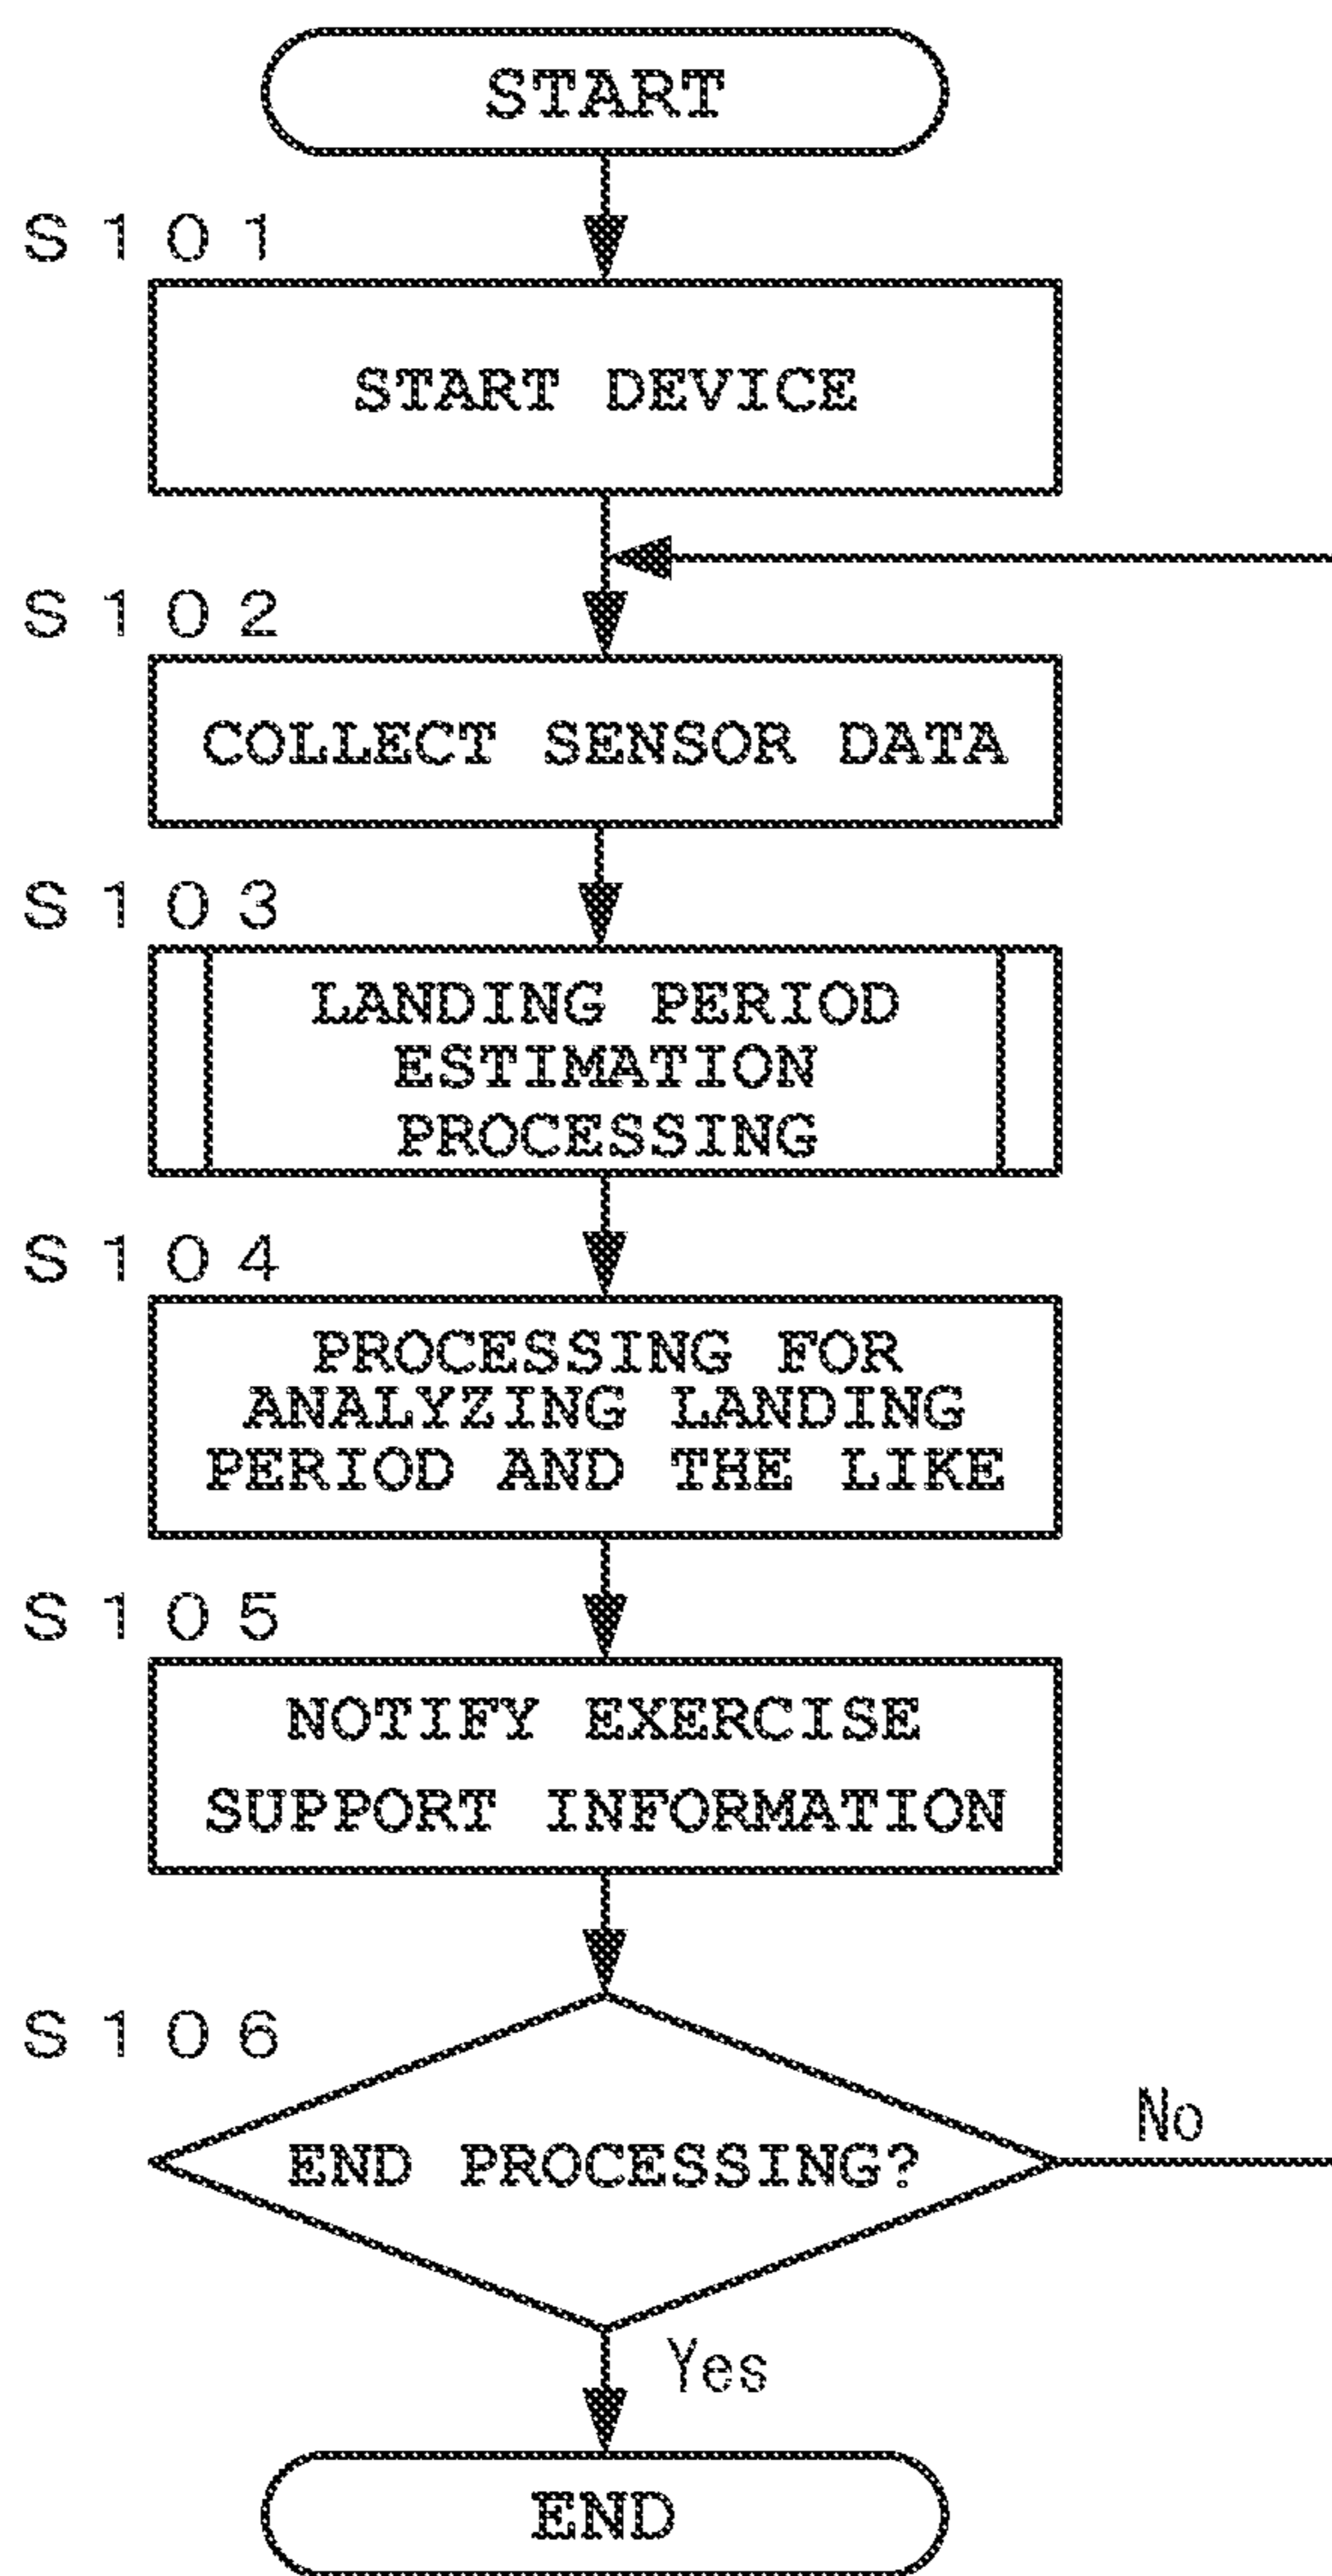 START
S101
START DEVICE
S102
COLLECT SENSOR DATA
S103
LANDING PERIOD
ESTIMATION
PROCESSING
S104
PROCESSING FOR
ANALYZING LANDING
PERIOD AND THE LIKE
S105
NOTIFY EXERCISE
SUPPORT INFORMATION
S106
END PROCESSING?
No
Yes
END